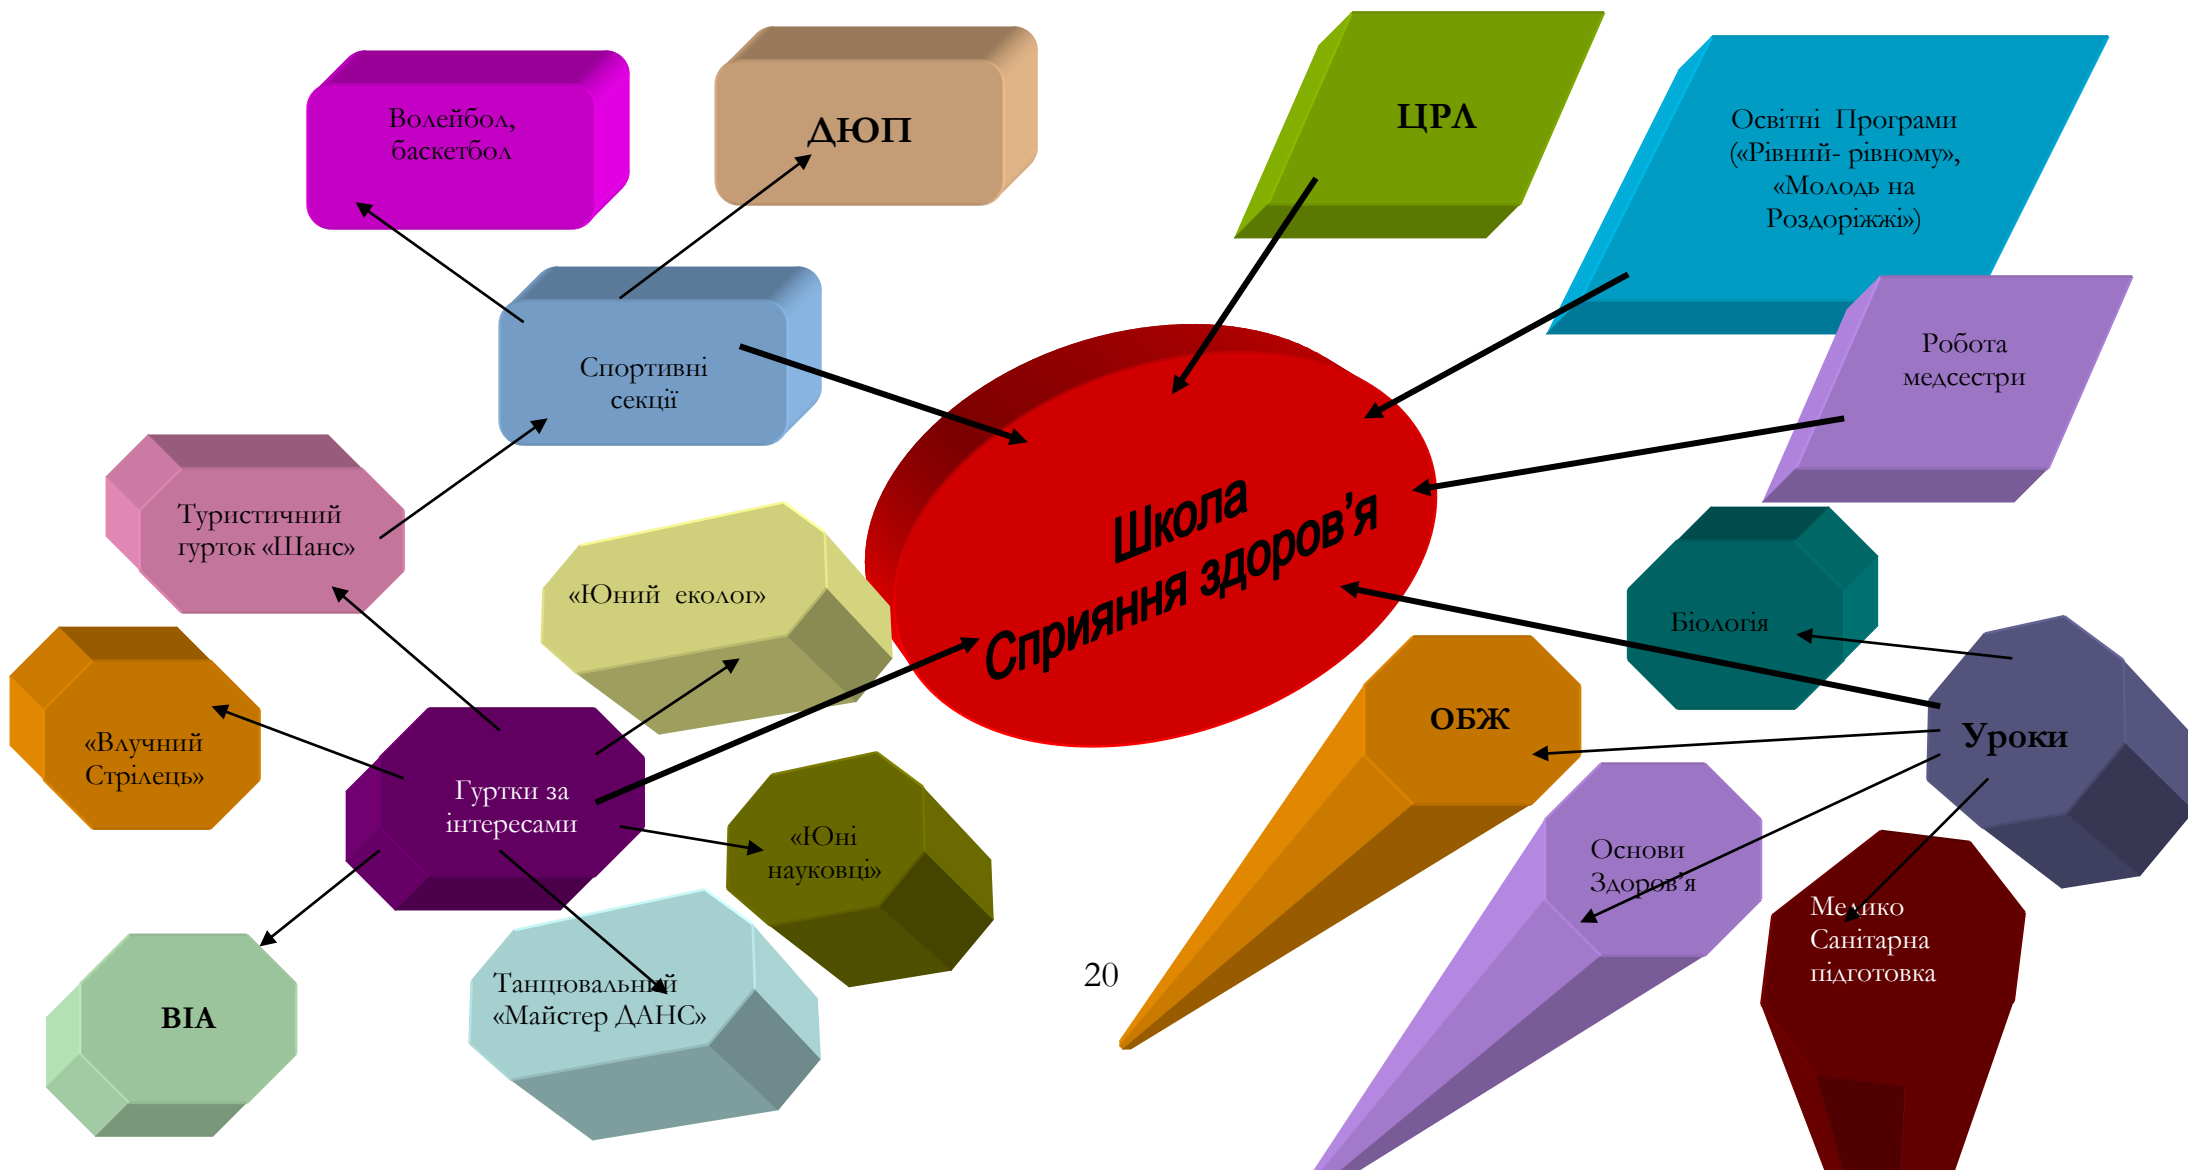 Волейбол,
баскетбол
ДЮП
ЦРЛ
Освітні Програми
(«Рівний- рівному»,
«Молодь на
Роздоріжжі»)
Робота
медсестри
Спортивні
секції
Туристичний
гурток «Шанс»
«Юний еколог»
Школа
Сприяння здоров’я
Біологія
Уроки
ОБЖ
«Влучний
Стрілець»
Гуртки за
інтересами
«Юні
науковці»
Основи
Здоров’я
Медико
Санітарна
підготовка
ВІА
Танцювальний
«Майстер ДАНС»
20